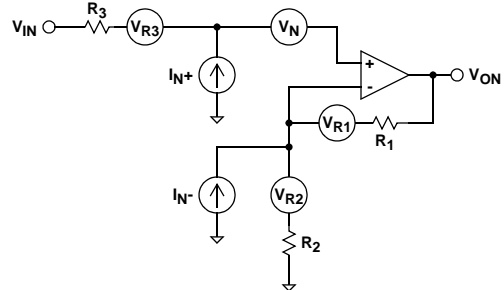 R3
VIN
VR3
VN
IN+
+
-
VON
VR1
R1
IN-
VR2
R2